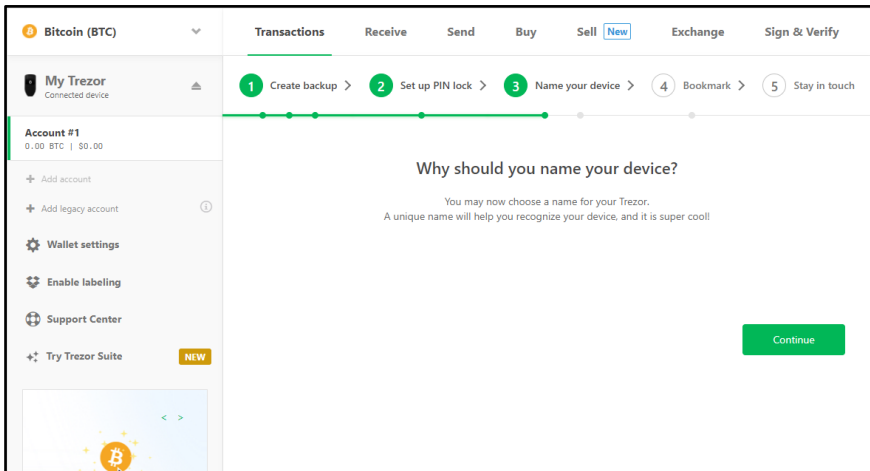 Bitcoin (BTC)
Transactions Receive Send Buy Sell New Exchange Sign & Verify
My Trezor
Connected device
1 Create backup 2 Set up PIN lock 3 Name your device 4 Bookmark 5 Stay in touch
Account #1
0.00 BTC | $0.00
Add account
Add legacy account
Wallet settings
Enable labeling
Support Center
Try Trezor Suite NEW
Why should you name your device?
You may now choose a name for your Trezor.
A unique name will help you recognize your device, and it is super cool!
Continue